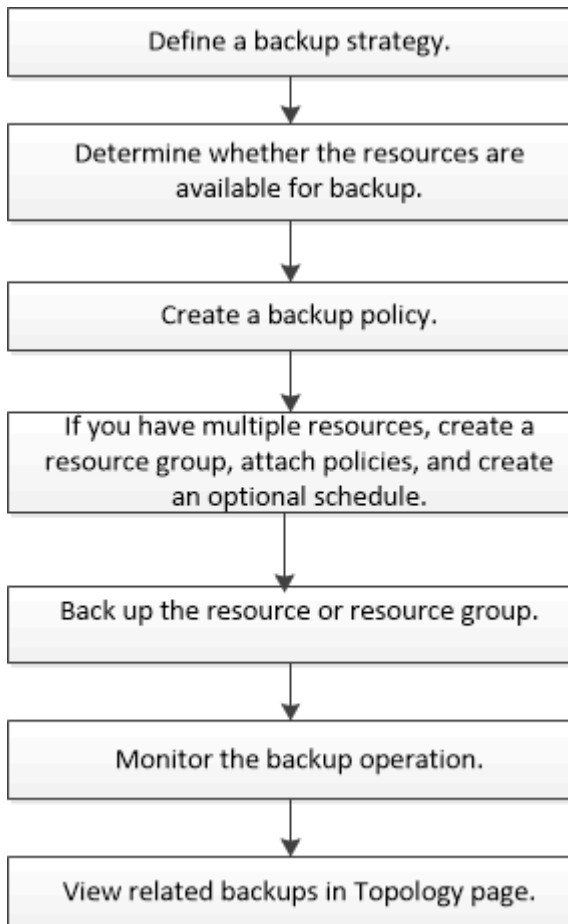 Define a backup strategy.
Determine whether the resources are
available for backup.
Create a backup policy.
If you have multiple resources, create a
resource group, attach policies, and create
an optional schedule.
Back up the resource or resource group.
Monitor the backup operation.
View related backups in Topology page.